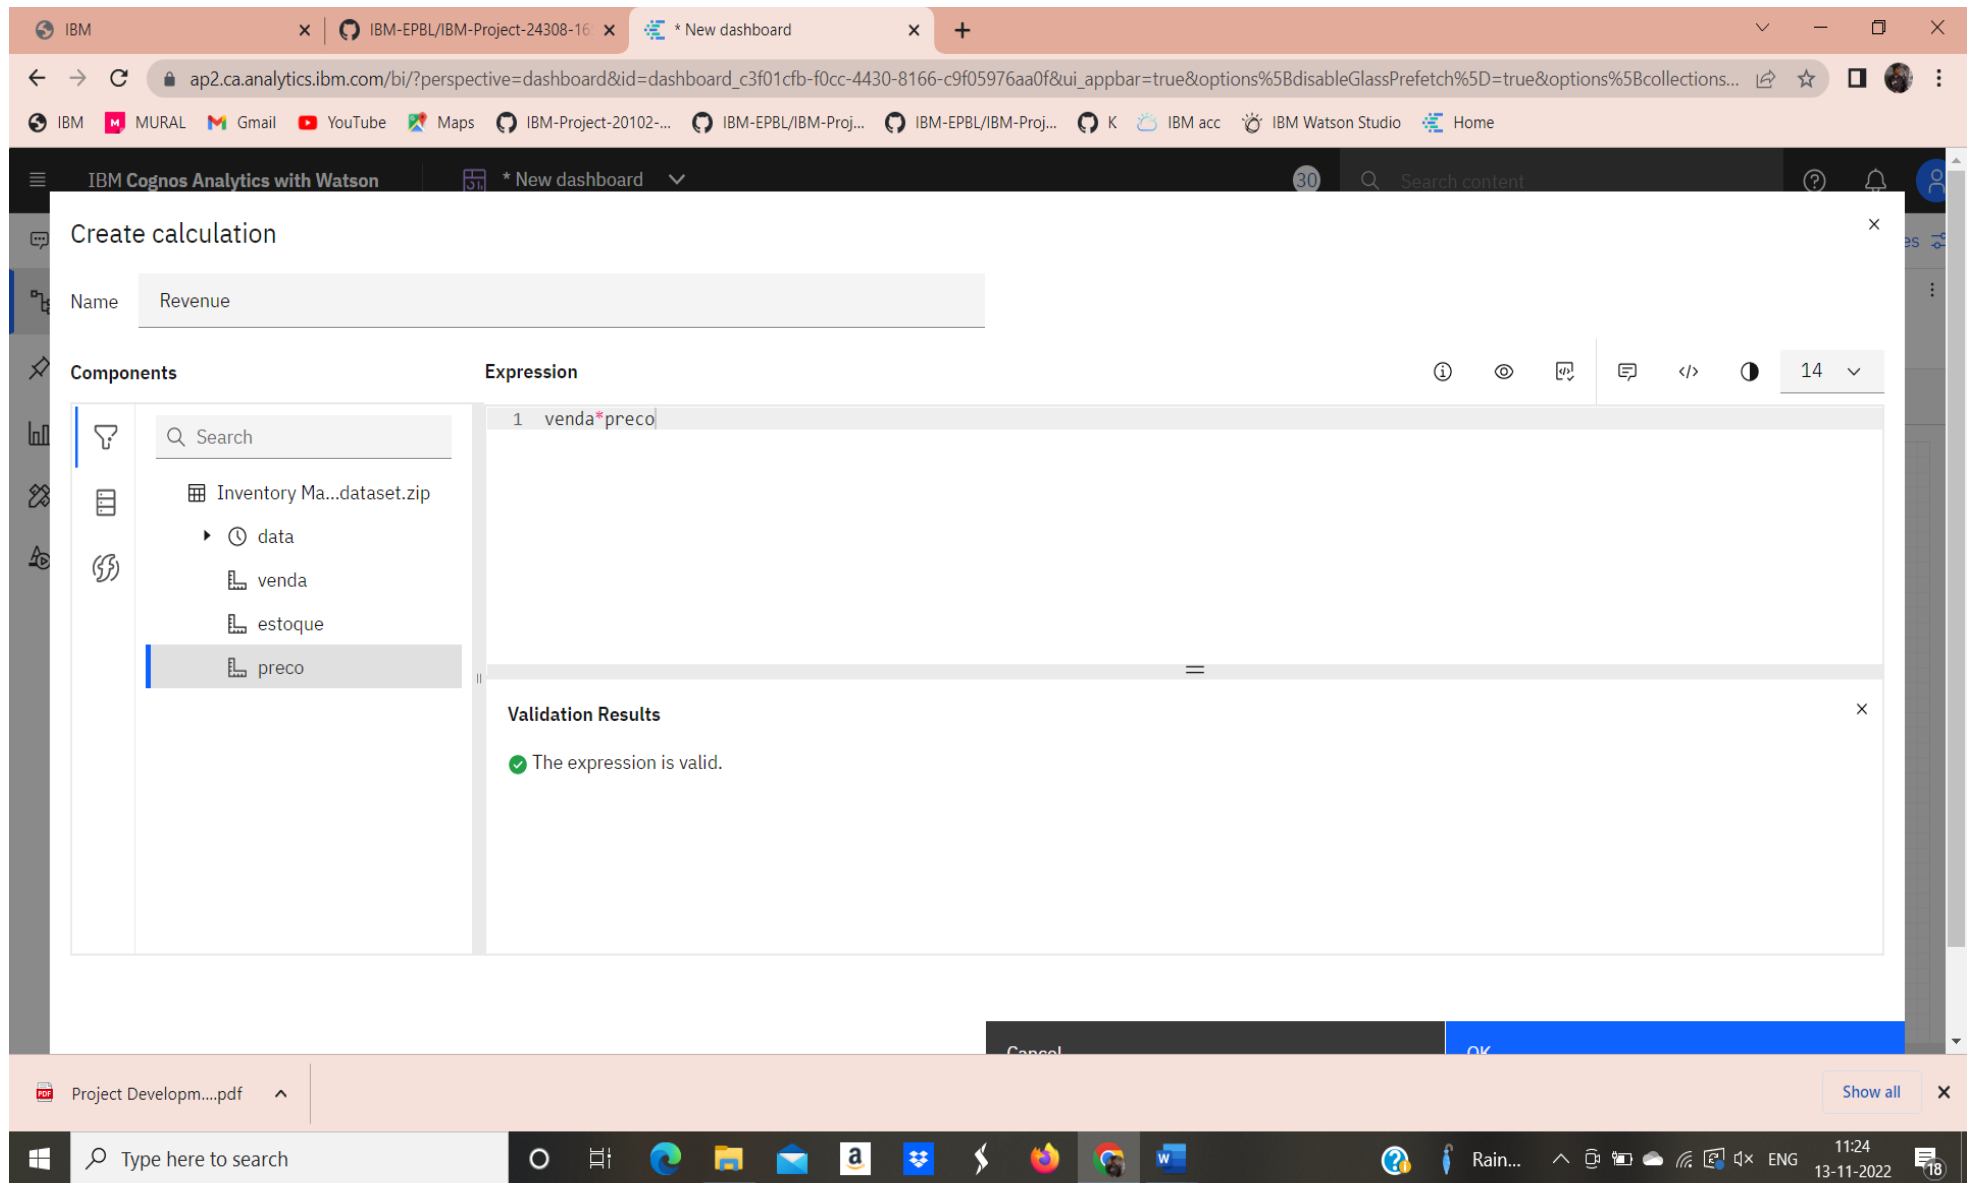 IBM
IBM-EPBL/IBM-Project-24308-16
* New dashboard
ap2.ca.analytics.ibm.com/bi/?perspective=dashboard&id=dashboard_c3f01cfb-f0cc-4430-8166-c9f05976aa0f&ui_appbar=true&options%5BdisableGlassPrefetch%5D=true&options%5Bcollections...
IBM
MURAL
Gmail
YouTube
Maps
IBM-Project-20102-...
IBM-EPBL/IBM-Proj...
IBM-EPBL/IBM-Proj...
K
IBM acc
IBM Watson Studio
Home
IBM Cognos Analytics with Watson
* New dashboard
30
Search content
Create calculation
es
Name
Revenue
Components
Expression
14
1 venda*preco
Search
Inventory Ma...dataset.zip
data
venda
estoque
preco
Validation Results
The expression is valid.
Cancel
OK
Project Developm....pdf
Show all
Type here to search
Rain...
ENG
11:24
13-11-2022
18